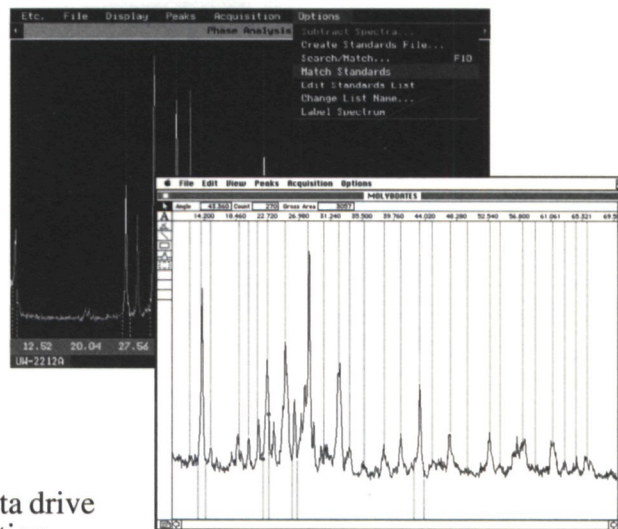 Etc. File Display Peaks Acquisition Options
Phase Analysis
Subtract Spectra...
Create Standards File...
Search/Match... F10
Match Standards
Edit Standards List
Change List Name...
Label Spectrum
File Edit View Peaks Acquisition Options
MOLYBDATES
Angle 43.560 Count 270 Gross Area 3057
14.200 18.460 22.720 26.980 31.240 35.500 39.760 44.020 48.280 52.540 56.800 61.061 65.321 69.5
A
12.52 20.04 27.56
UW-2212A
ta drive